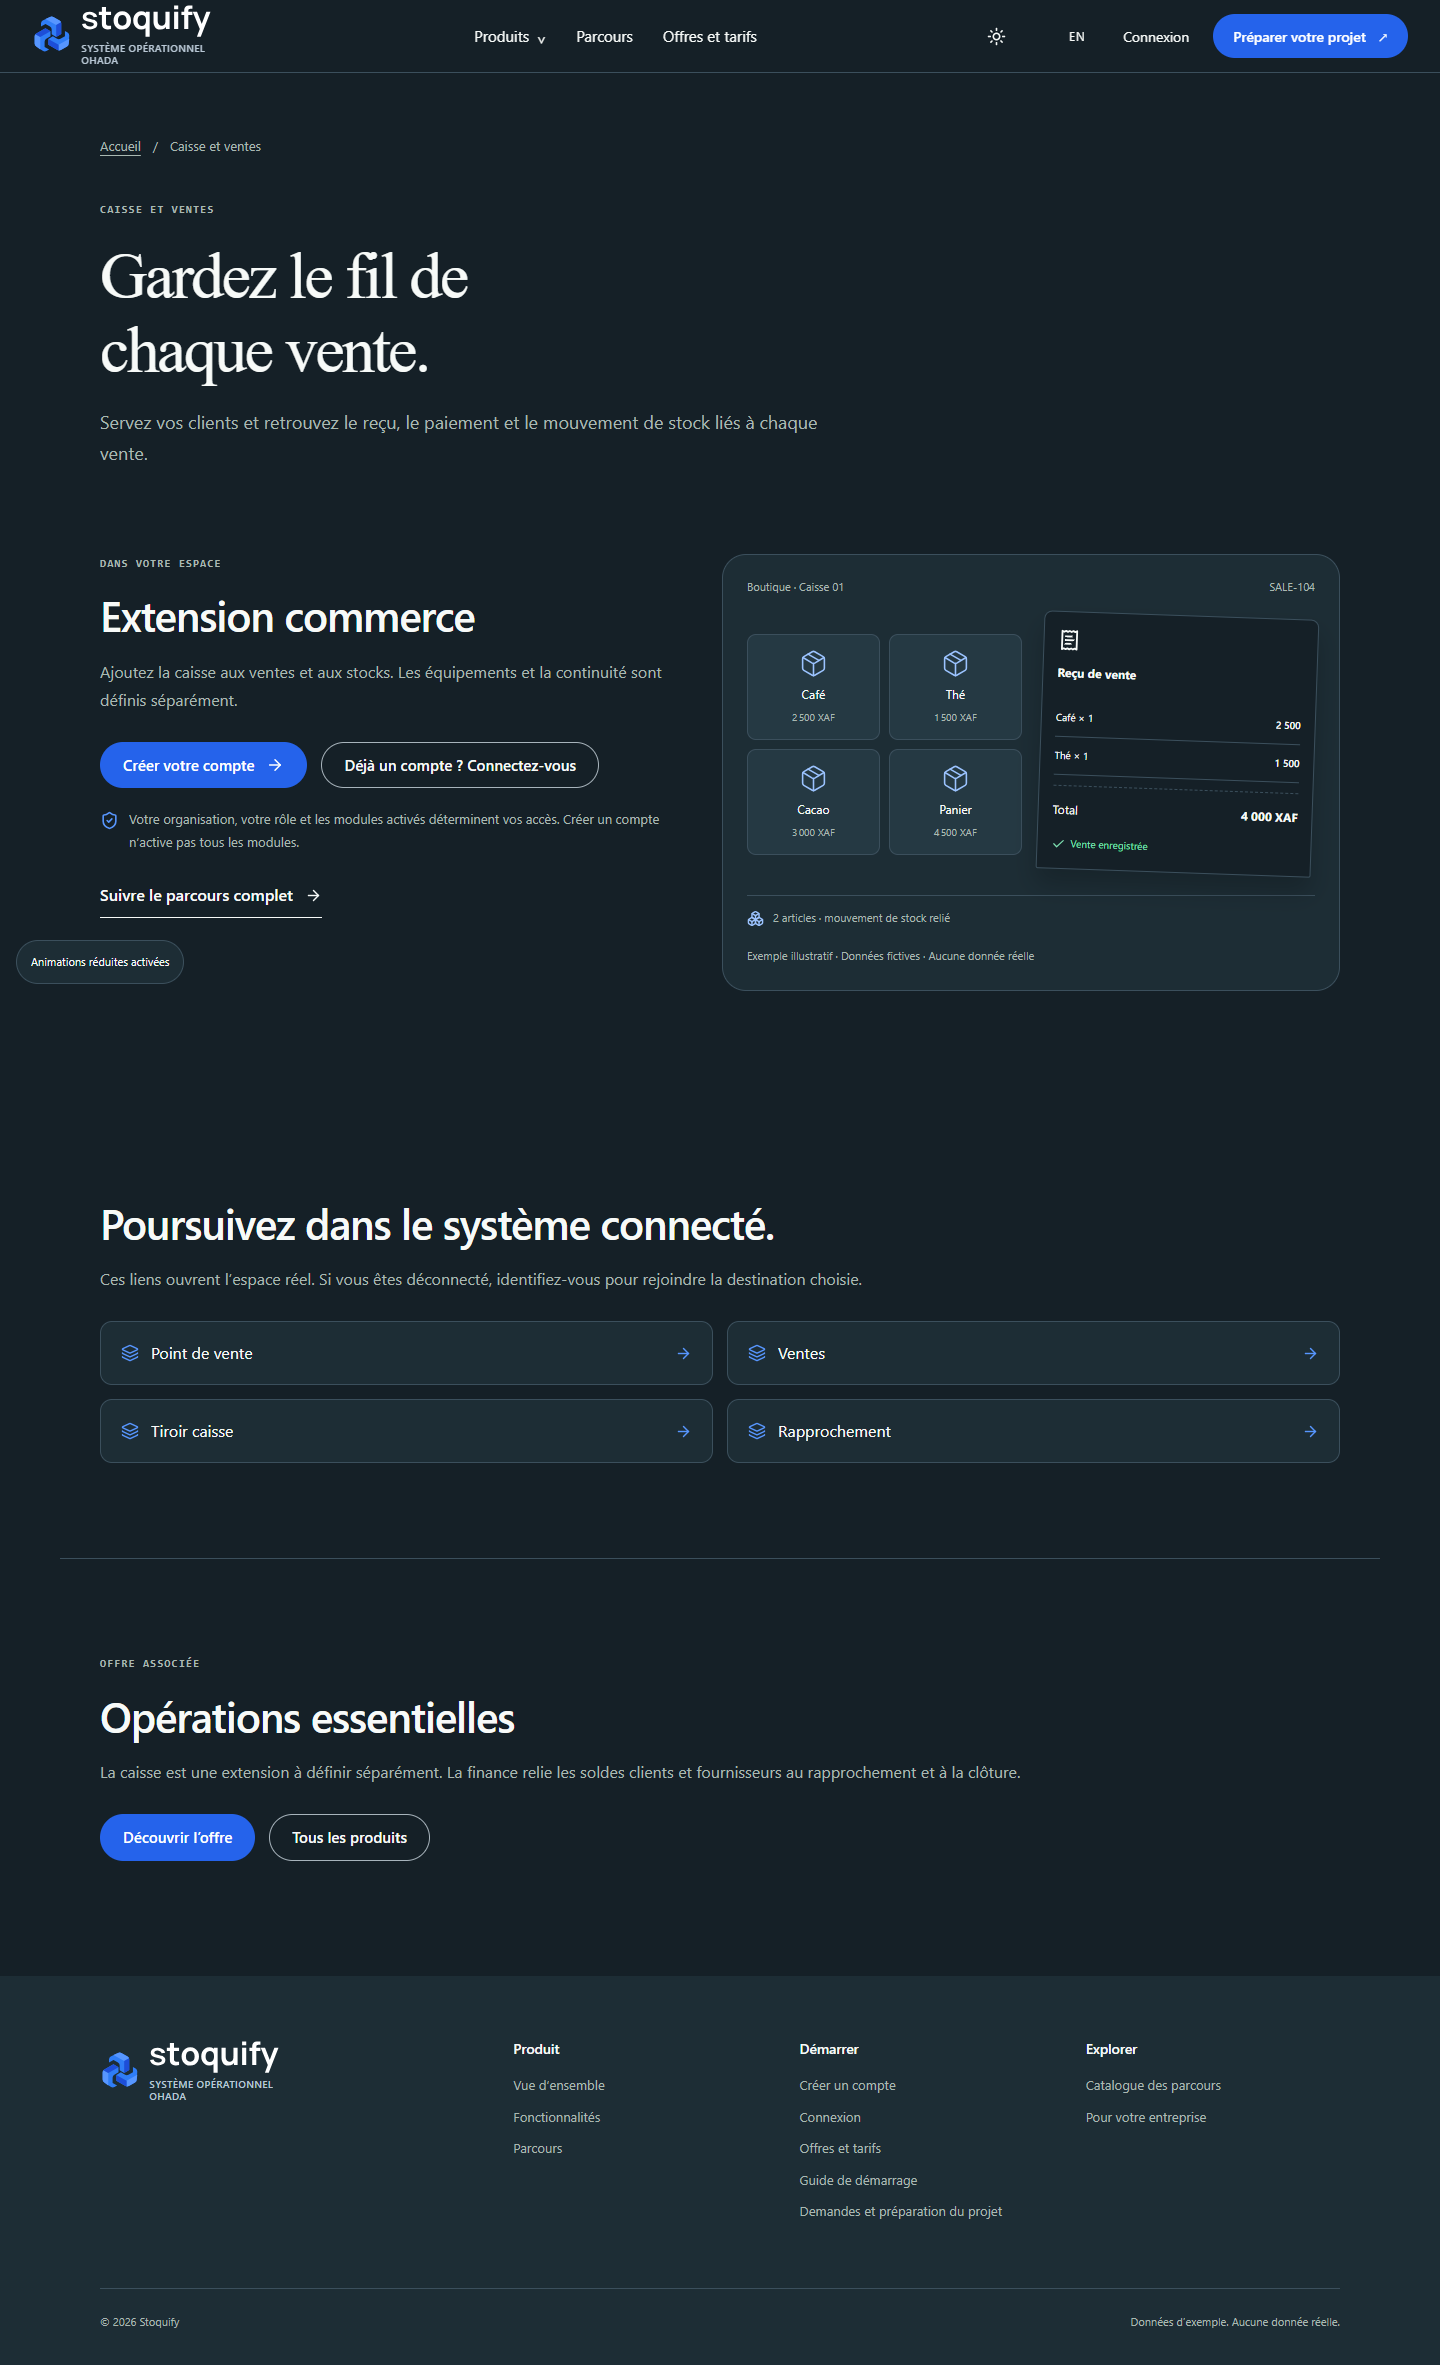 stoquify
SYSTÈME OPÉRATIONNEL
OHADA
Produits
Parcours
Offres et tarifs
EN
Connexion
Préparer votre projet ↗
Accueil / Caisse et ventes
CAISSE ET VENTES
Gardez le fil de
chaque vente.
Servez vos clients et retrouvez le reçu, le paiement et le mouvement de stock liés à chaque
vente.
DANS VOTRE ESPACE
Extension commerce
Ajoutez la caisse aux ventes et aux stocks. Les équipements et la continuité sont
définis séparément.
Créer votre compte →
Déjà un compte ? Connectez-vous
Votre organisation, votre rôle et les modules activés déterminent vos accès. Créer un compte
n’active pas tous les modules.
Suivre le parcours complet →
Animations réduites activées
Boutique · Caisse 01
SALE-104
Café
2 500 XAF
Thé
1 500 XAF
Cacao
3 000 XAF
Panier
4 500 XAF
Reçu de vente
Café × 1
2 500
Thé × 1
1 500
Total
4 000 XAF
Vente enregistrée
2 articles · mouvement de stock relié
Exemple illustratif · Données fictives · Aucune donnée réelle
Poursuivez dans le système connecté.
Ces liens ouvrent l’espace réel. Si vous êtes déconnecté, identifiez-vous pour rejoindre la destination choisie.
Point de vente →
Ventes →
Tiroir caisse →
Rapprochement →
OFFRE ASSOCIÉE
Opérations essentielles
La caisse est une extension à définir séparément. La finance relie les soldes clients et fournisseurs au rapprochement et à la clôture.
Découvrir l’offre
Tous les produits
stoquify
SYSTÈME OPÉRATIONNEL
OHADA
Produit
Vue d’ensemble
Fonctionnalités
Parcours
Démarrer
Créer un compte
Connexion
Offres et tarifs
Guide de démarrage
Demandes et préparation du projet
Explorer
Catalogue des parcours
Pour votre entreprise
© 2026 Stoquify
Données d’exemple. Aucune donnée réelle.